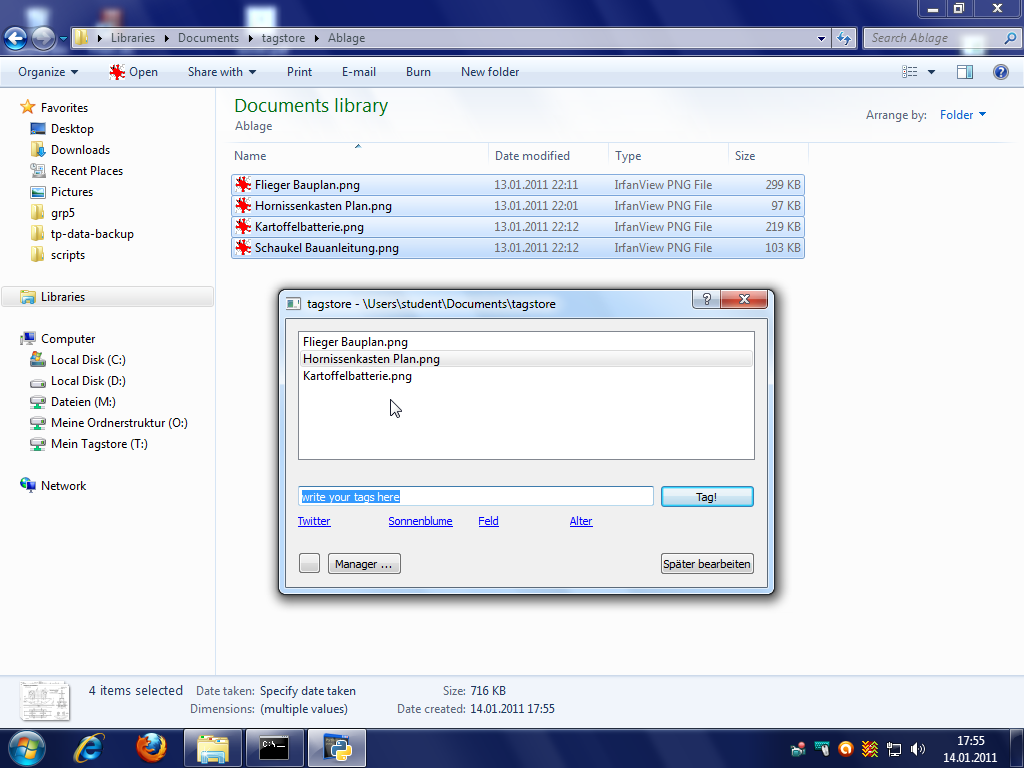 Libraries
Documents
tagstore
Ablage
Search Ablage
Organize
Open
Share with
Print
E-mail
Burn
New folder
Favorites
Desktop
Downloads
Recent Places
Pictures
grp5
tp-data-backup
scripts
Libraries
Computer
Local Disk (C:)
Local Disk (D:)
Dateien (M:)
Meine Ordnerstruktur (O:)
Mein Tagstore (T:)
Network
Documents library
Ablage
Arrange by: Folder
Name Date modified Type Size
Flieger Bauplan.png 13.01.2011 22:11 IrfanView PNG File 299 KB
Hornissenkasten Plan.png 13.01.2011 22:01 IrfanView PNG File 97 KB
Kartoffelbatterie.png 13.01.2011 22:12 IrfanView PNG File 219 KB
Schaukel Bauanleitung.png 13.01.2011 22:12 IrfanView PNG File 103 KB
tagstore - \Users\student\Documents\tagstore
Flieger Bauplan.png
Hornissenkasten Plan.png
Kartoffelbatterie.png
write your tags here
Tag!
Twitter Sonnenblume Feld Alter
Manager ...
Später bearbeiten
4 items selected Date taken: Specify date taken Size: 716 KB
Dimensions: (multiple values) Date created: 14.01.2011 17:55
C:\.
17:55
14.01.2011